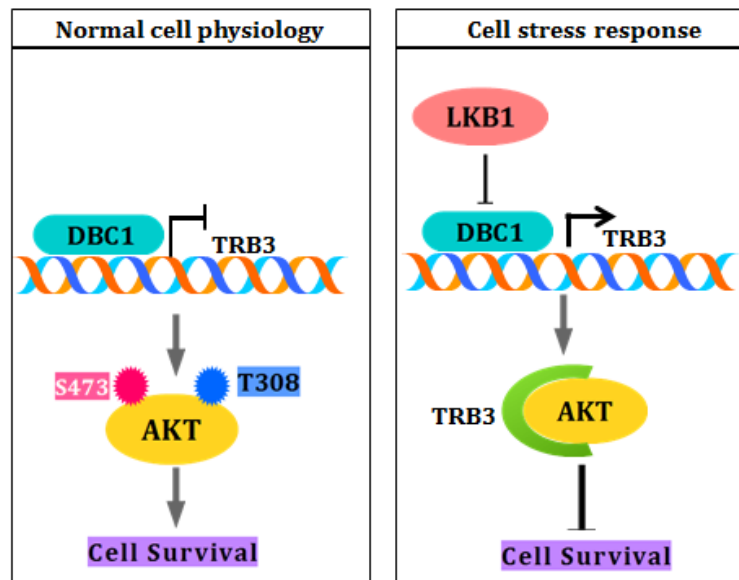 Normal cell physiology
DBC1
TRB3
S473
T308
AKT
Cell Survival
Cell stress response
LKB1
DBC1
TRB3
TRB3
AKT
Cell Survival